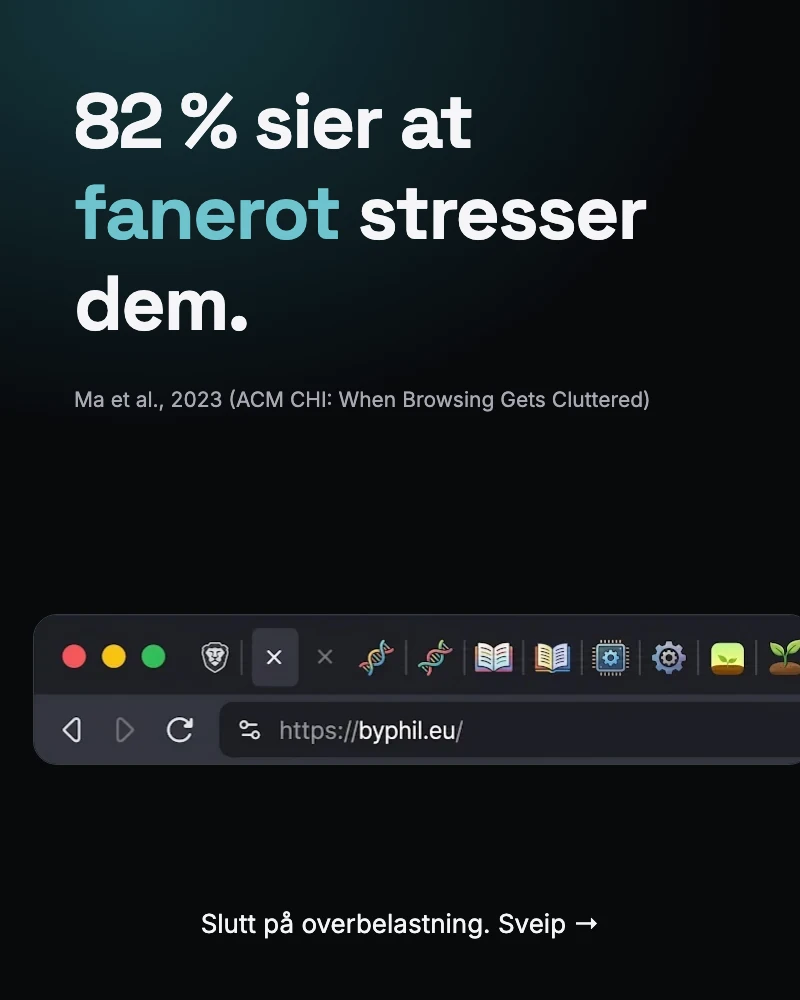 82 % sier at
fanerot stresser
dem.
Ma et al., 2023 (ACM CHI: When Browsing Gets Cluttered)
https://byphil.eu/
Slutt på overbelastning. Sveip →